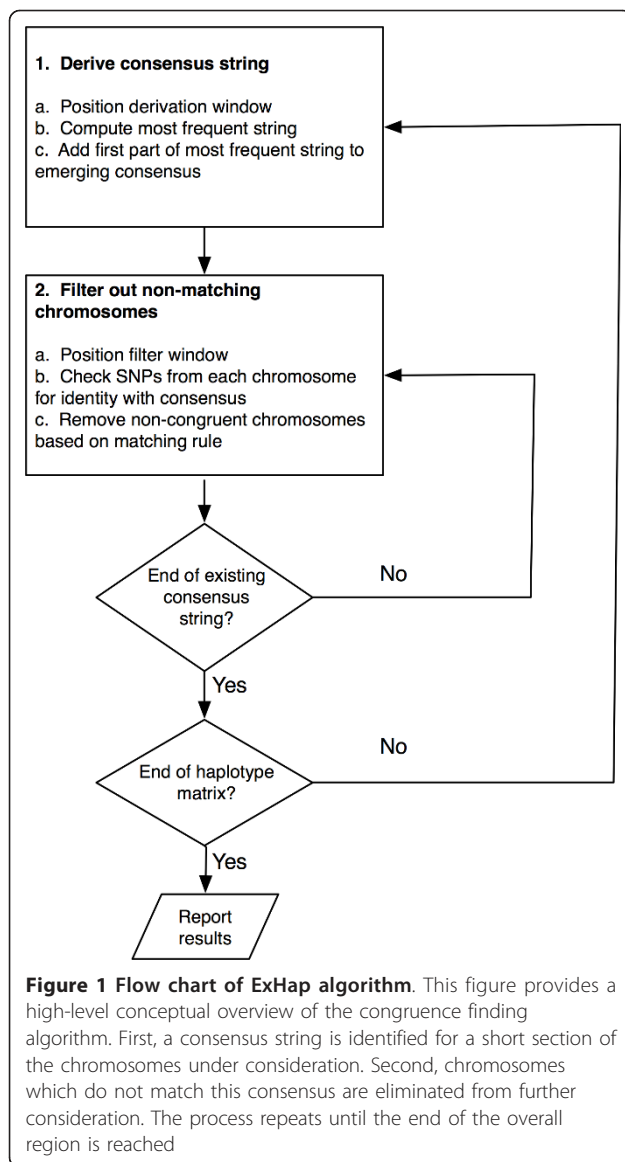 1. Derive consensus string
a. Position derivation window
b. Compute most frequent string
c. Add first part of most frequent string to
emerging consensus
2. Filter out non-matching
chromosomes
a. Position filter window
b. Check SNPs from each chromosome
for identity with consensus
c. Remove non-congruent chromosomes
based on matching rule
End of existing
consensus
string?
No
Yes
End of haplotype
matrix?
No
Yes
Report
results
Figure 1 Flow chart of ExHap algorithm. This figure provides a
high-level conceptual overview of the congruence finding
algorithm. First, a consensus string is identified for a short section of
the chromosomes under consideration. Second, chromosomes
which do not match this consensus are eliminated from further
consideration. The process repeats until the end of the overall
region is reached